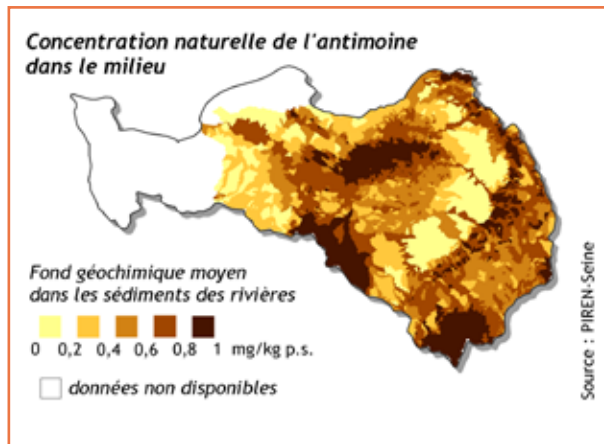 Concentration naturelle de l'antimoine
dans le milieu
Fond géochimique moyen
dans les sédiments des rivières
0 0,2 0,4 0,6 0,8 1 mg/kg p.s.
données non disponibles
Source : PIREN-Seine